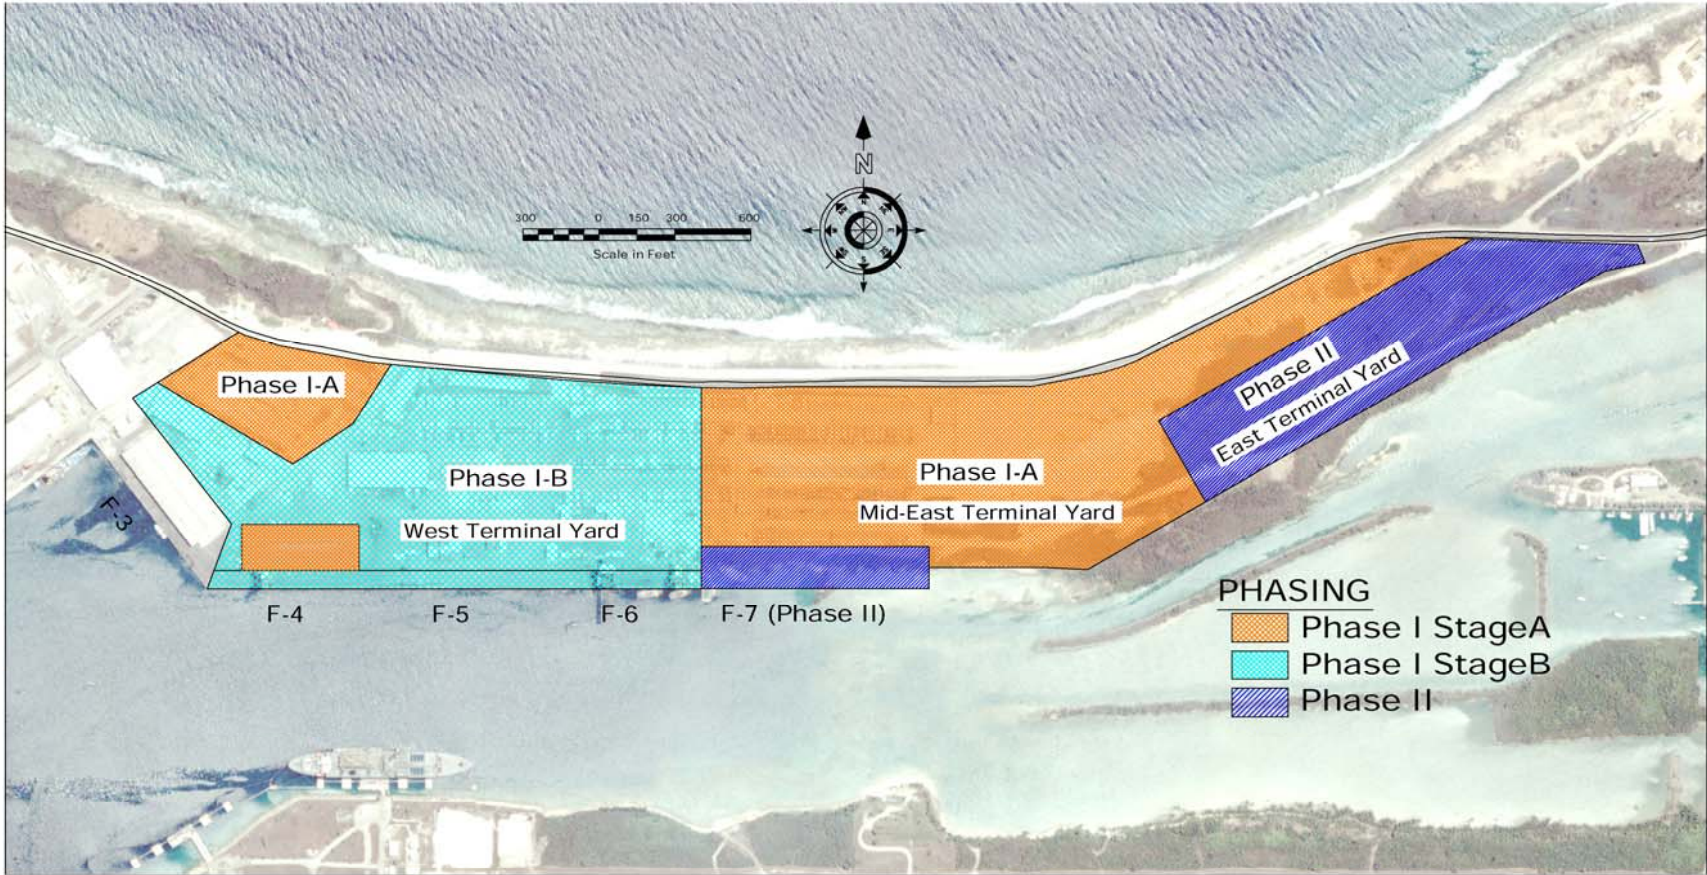 N
300 0 150 300 600
Scale in Feet
Phase I-A
Phase II
East Terminal Yard
Phase I-B
Phase I-A
West Terminal Yard
Mid-East Terminal Yard
F-3
F-4
F-5
F-6
F-7 (Phase II)
PHASING
Phase I StageA
Phase I StageB
Phase II